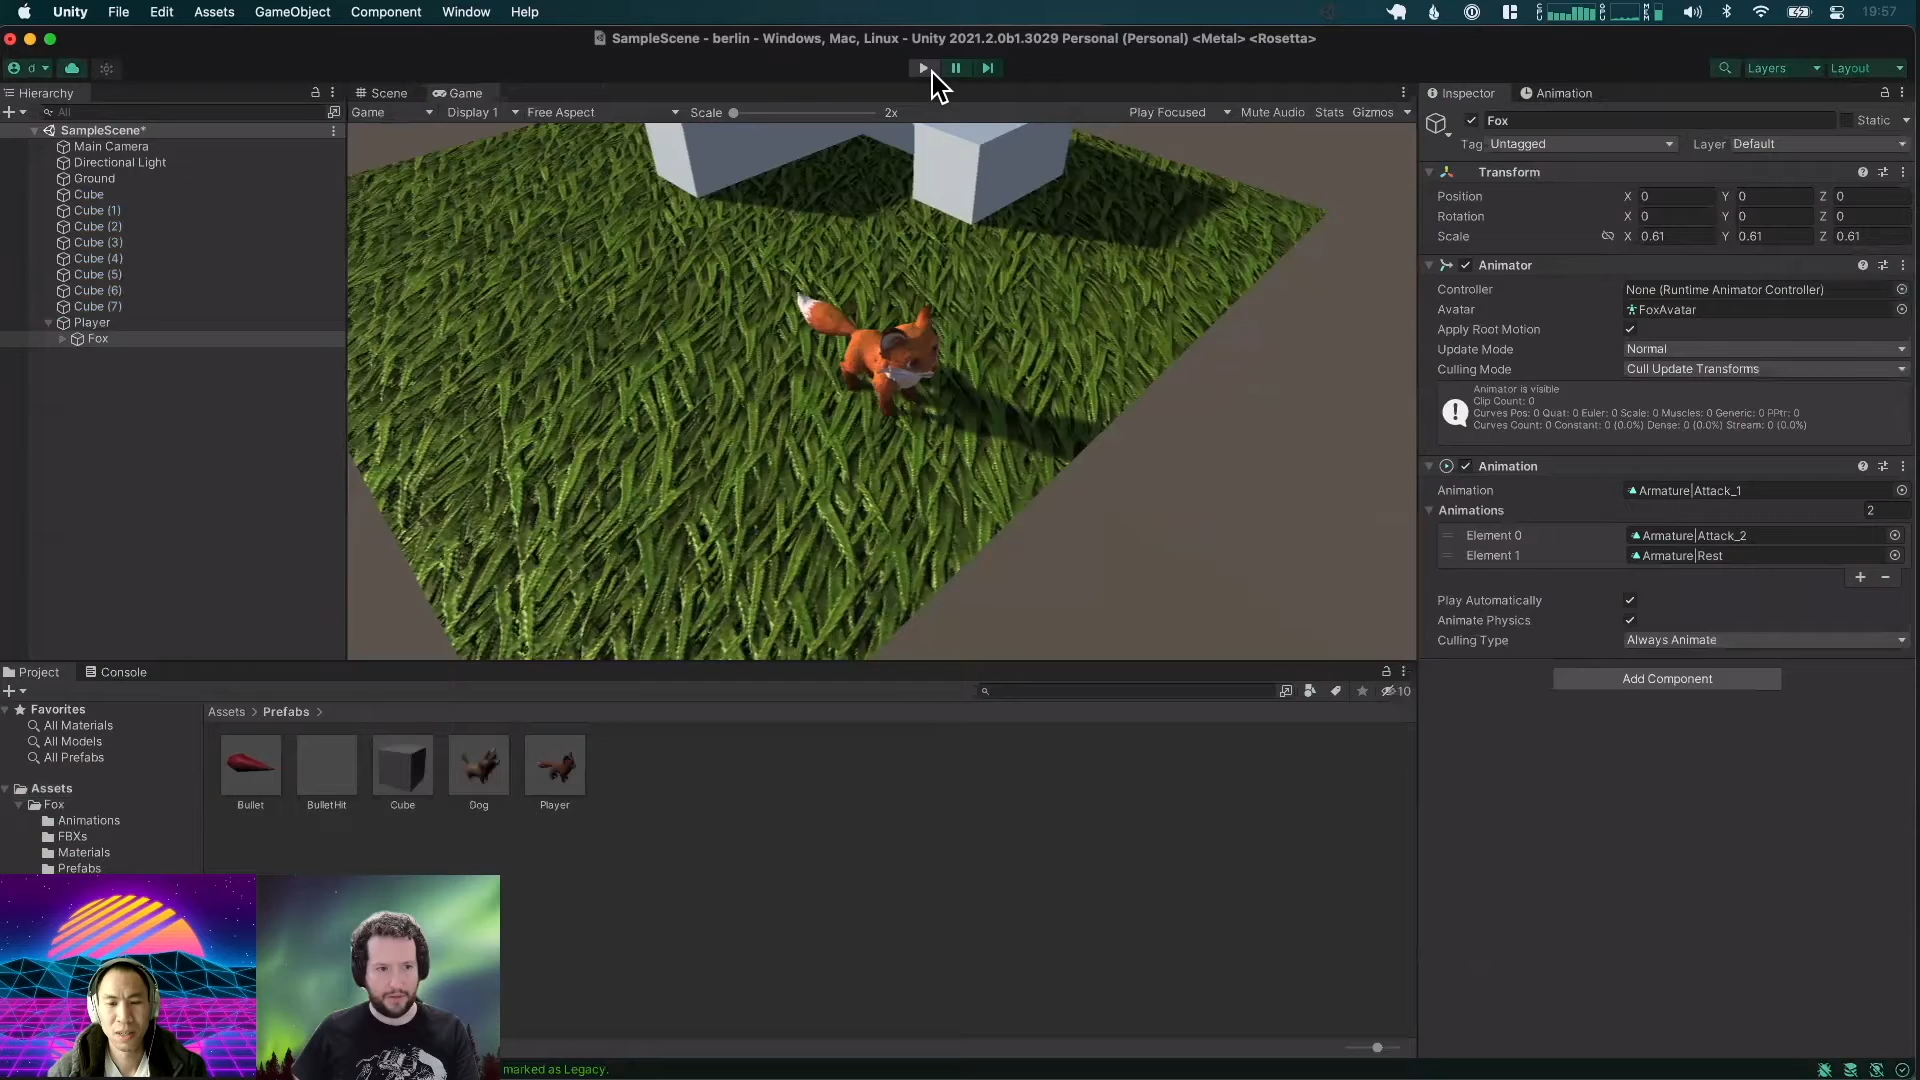 Unity File Edit Assets GameObject Component Window Help 19:57
SampleScene - berlin - Windows, Mac, Linux - Unity 2021.2.0b1.3029 Personal (Personal) <Metal> <Rosetta>
d Layers Layout
Hierarchy Scene Game Inspector Animation
All Game Display 1 Free Aspect Scale 2x Play Focused Mute Audio Stats Gizmos
SampleScene*
Main Camera
Directional Light
Ground
Cube
Cube (1)
Cube (2)
Cube (3)
Cube (4)
Cube (5)
Cube (6)
Cube (7)
Player
Fox
Fox Static
Tag Untagged Layer Default
Transform
Position X 0 Y 0 Z 0
Rotation X 0 Y 0 Z 0
Scale X 0.61 Y 0.61 Z 0.61
Animator
Controller None (Runtime Animator Controller)
Avatar FoxAvatar
Apply Root Motion
Update Mode Normal
Culling Mode Cull Update Transforms
Animator is visible
Clip Count: 0
Curves Pos: 0 Quat: 0 Euler: 0 Scale: 0 Muscles: 0 Generic: 0 PPtr: 0
Curves Count: 0 Constant: 0 (0.0%) Dense: 0 (0.0%) Stream: 0 (0.0%)
Animation
Animation Armature|Attack_1
Animations 2
Element 0 Armature|Attack_2
Element 1 Armature|Rest
Play Automatically
Animate Physics
Culling Type Always Animate
Add Component
Project Console
10
Favorites
All Materials
All Models
All Prefabs
Assets
Fox
Animations
FBXs
Materials
Prefabs
Assets > Prefabs >
Bullet BulletHit Cube Dog Player
marked as Legacy.